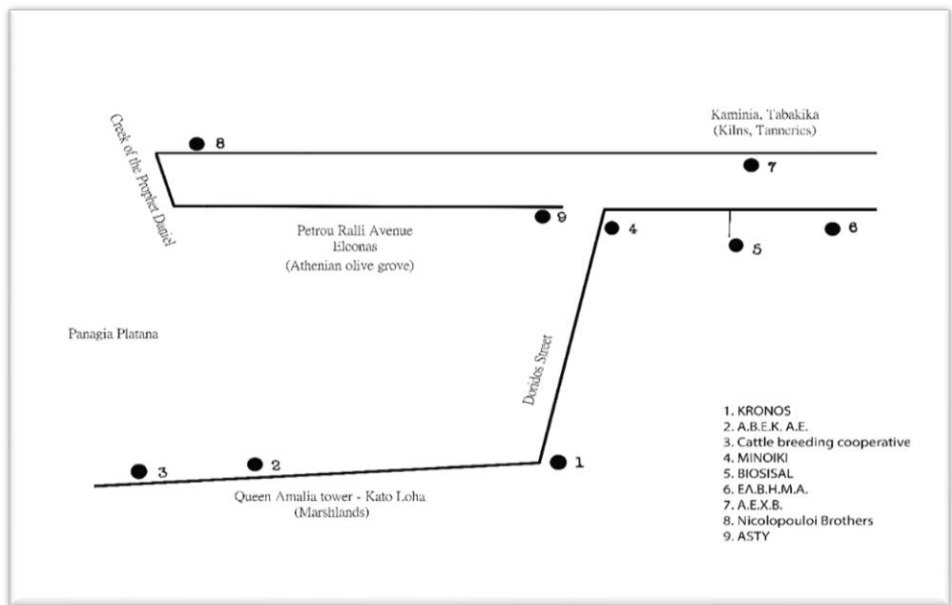 Kaminia, Tabakika
(Kilns, Tanneries)
Creek of the Prophet Daniel
8
7
9
Petrou Ralli Avenue
Eleonas
(Athenian olive grove)
4
5
6
Panagia Platana
Doridos Street
3
2
1
Queen Amalia tower - Kato Loha
(Marshlands)
1. KRONOS
2. A.B.E.K. A.E.
3. Cattle breeding cooperative
4. MINOIKI
5. BIOSISAL
6. ΕΛ.Β.Η.Μ.Α.
7. Α.Ε.Χ.Β.
8. Nicolopouloi Brothers
9. ASTY